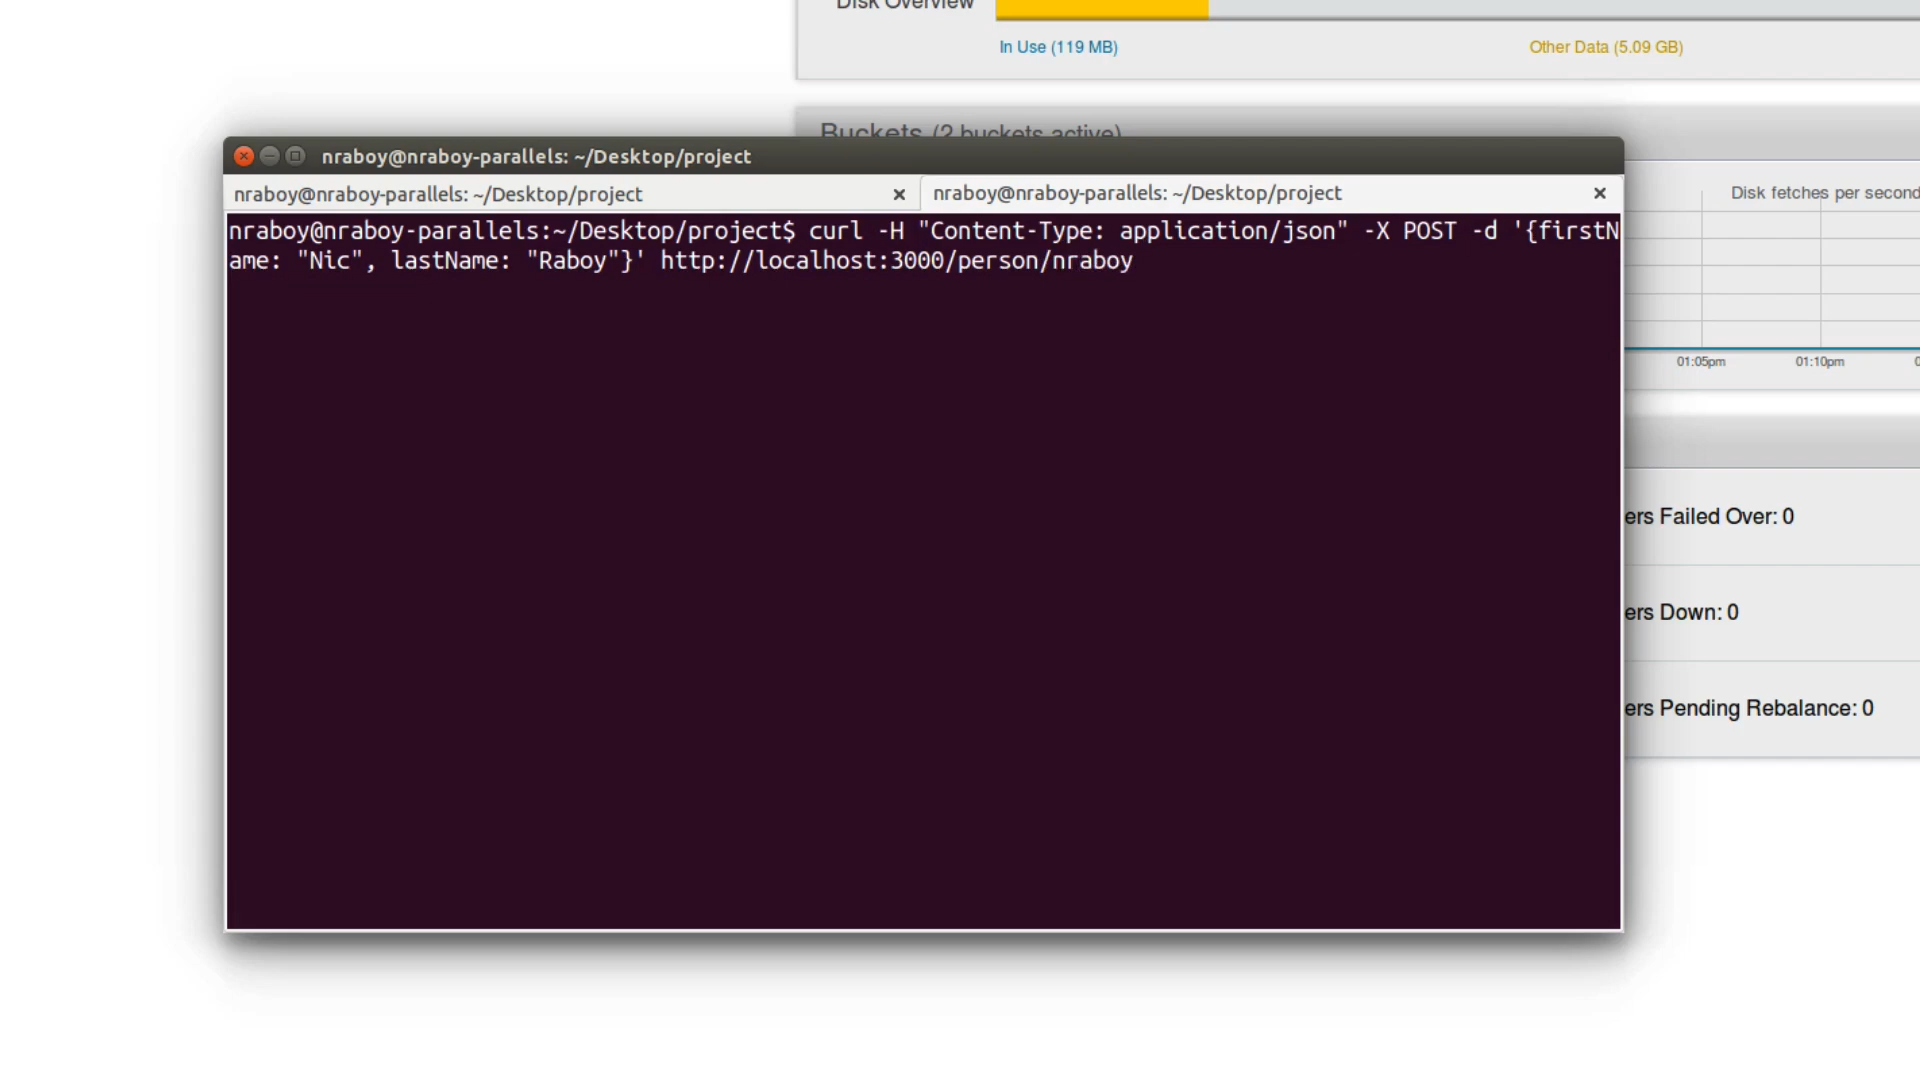 Disk Overview
In Use (119 MB)
Other Data (5.09 GB)
Buckets (2 buckets active)
nraboy@nraboy-parallels: ~/Desktop/project
nraboy@nraboy-parallels: ~/Desktop/project
nraboy@nraboy-parallels: ~/Desktop/project
nraboy@nraboy-parallels:~/Desktop/project$ curl -H "Content-Type: application/json" -X POST -d '{firstN
ame: "Nic", lastName: "Raboy"}' http://localhost:3000/person/nraboy
Disk fetches per second
01:05pm
01:10pm
ers Failed Over: 0
ers Down: 0
ers Pending Rebalance: 0